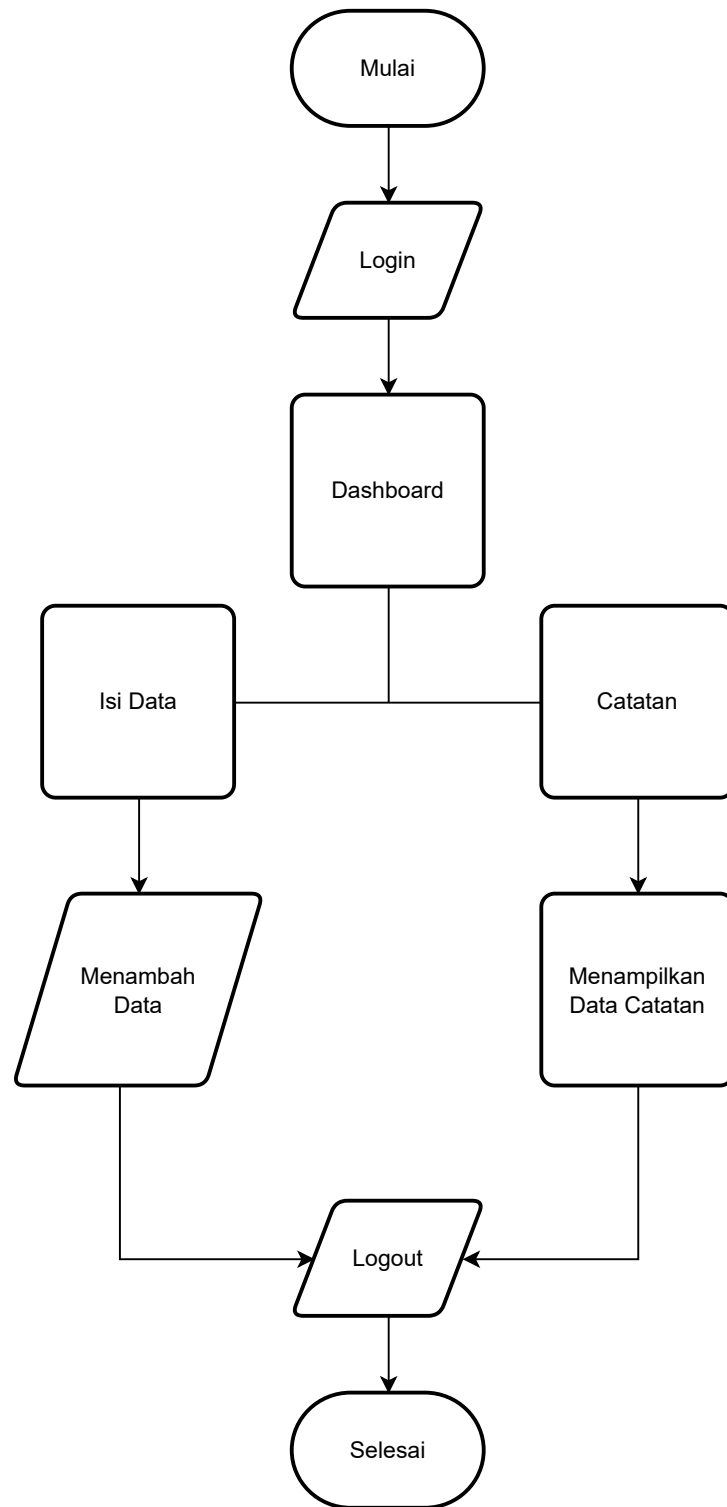 Mulai
Login
Dashboard
Isi Data
Catatan
Menambah
Data
Menampilkan
Data Catatan
Logout
Selesai